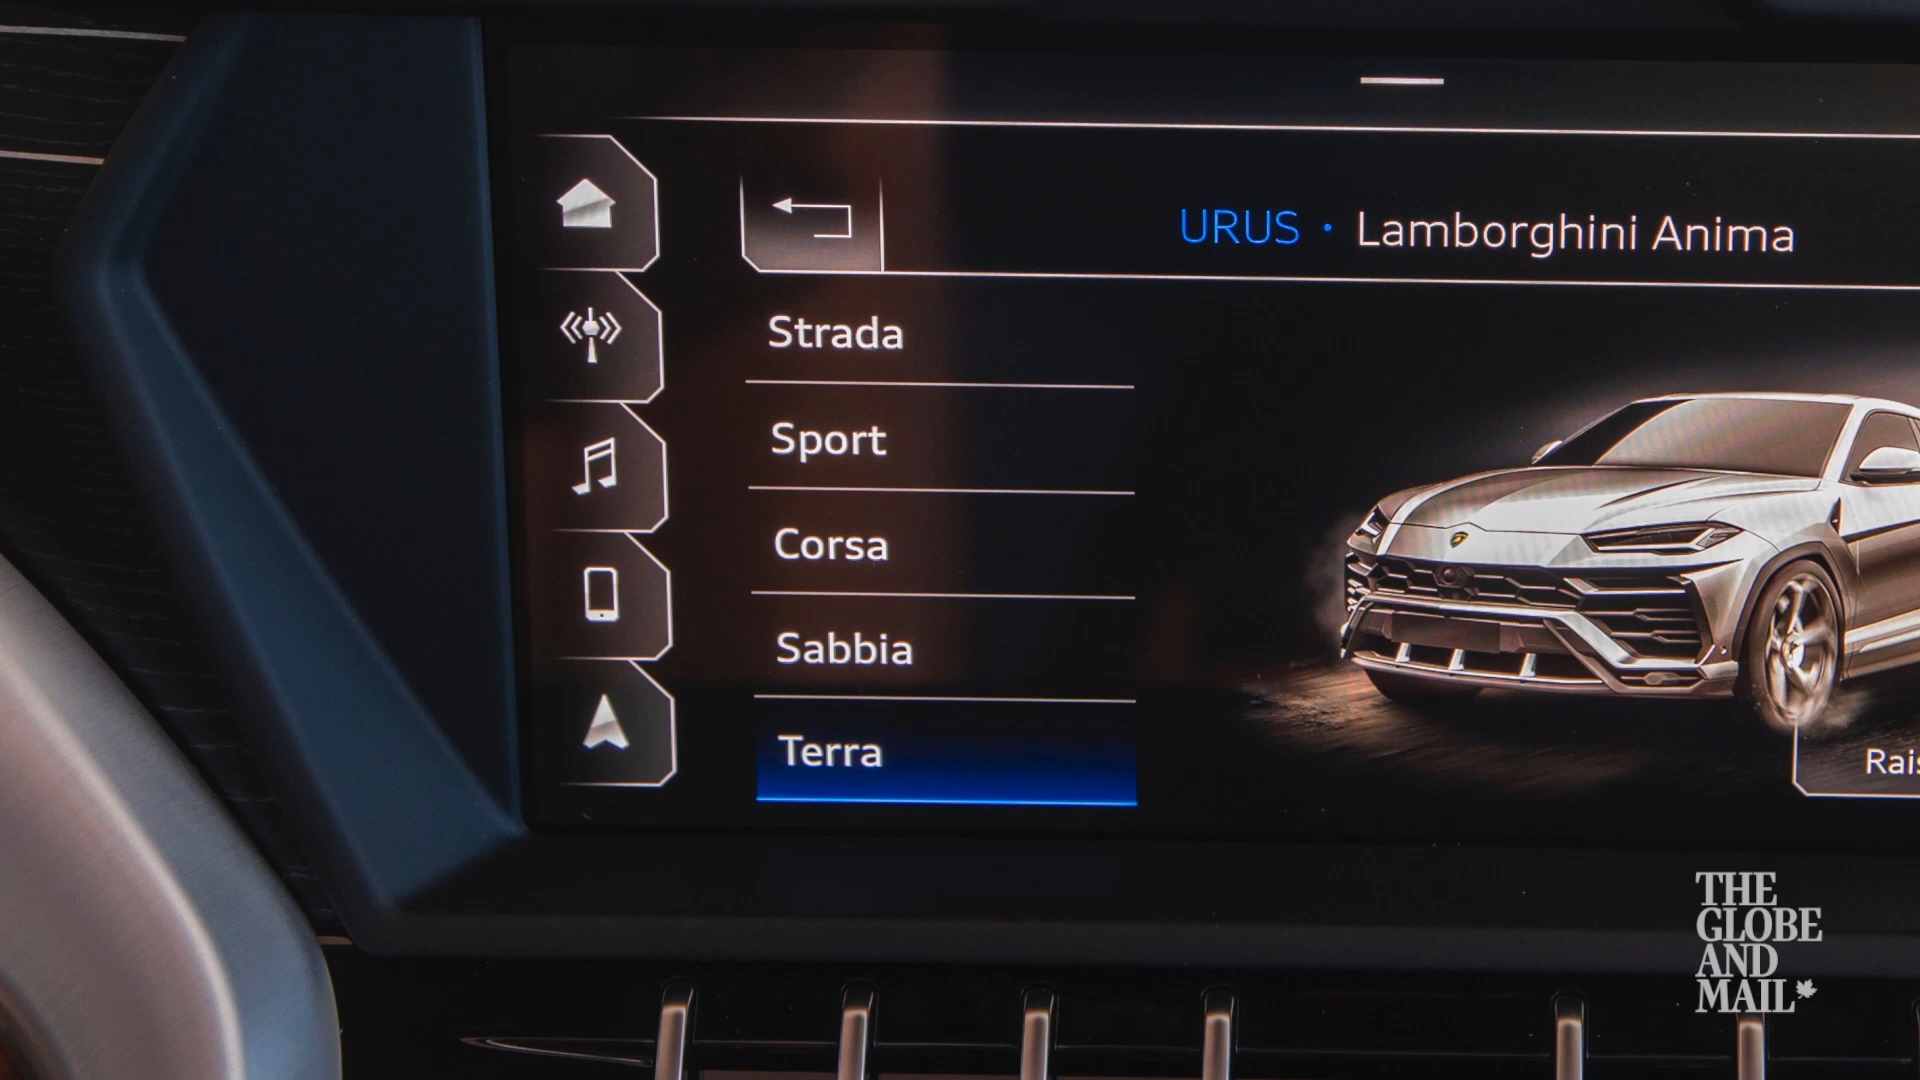 URUS • Lamborghini Anima
Strada
Sport
Corsa
Sabbia
Terra
THE
GLOBE
AND
MAIL